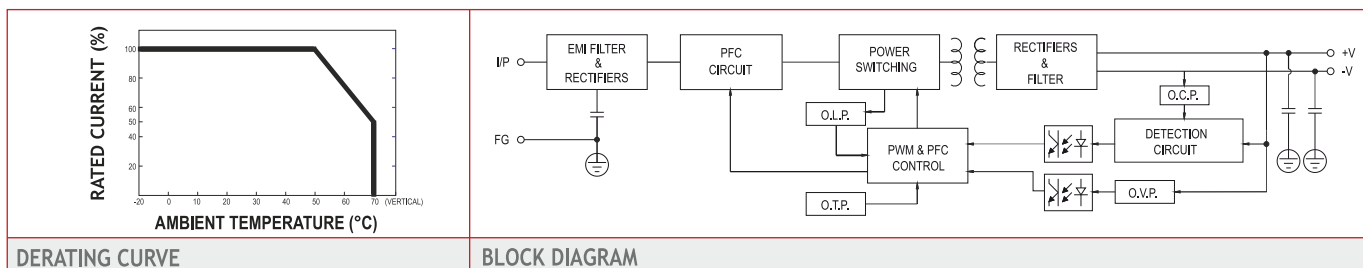 RATED CURRENT (%)
100
80
60
50
40
20
-20
0
10
20
30
40
50
60
70
(VERTICAL)
AMBIENT TEMPERATURE (°C)
DERATING CURVE
I/P
EMI FILTER
&
RECTIFIERS
PFC
CIRCUIT
POWER
SWITCHING
RECTIFIERS
&
FILTER
+V
-V
O.C.P.
O.L.P.
FG
PWM & PFC
CONTROL
DETECTION
CIRCUIT
O.T.P.
O.V.P.
BLOCK DIAGRAM